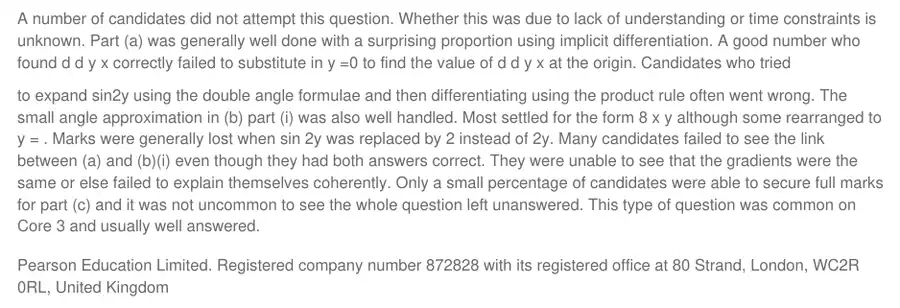 A number of candidates did not attempt this question. Whether this was due to lack of understanding or time constraints is
unknown. Part (a) was generally well done with a surprising proportion using implicit differentiation. A good number who
found d d y x correctly failed to substitute in y =0 to find the value of d d y x at the origin. Candidates who tried
to expand sin2y using the double angle formulae and then differentiating using the product rule often went wrong. The
small angle approximation in (b) part (i) was also well handled. Most settled for the form 8 x y although some rearranged to
y = . Marks were generally lost when sin 2y was replaced by 2 instead of 2y. Many candidates failed to see the link
between (a) and (b)(i) even though they had both answers correct. They were unable to see that the gradients were the
same or else failed to explain themselves coherently. Only a small percentage of candidates were able to secure full marks
for part (c) and it was not uncommon to see the whole question left unanswered. This type of question was common on
Core 3 and usually well answered.
Pearson Education Limited. Registered company number 872828 with its registered office at 80 Strand, London, WC2R
0RL, United Kingdom